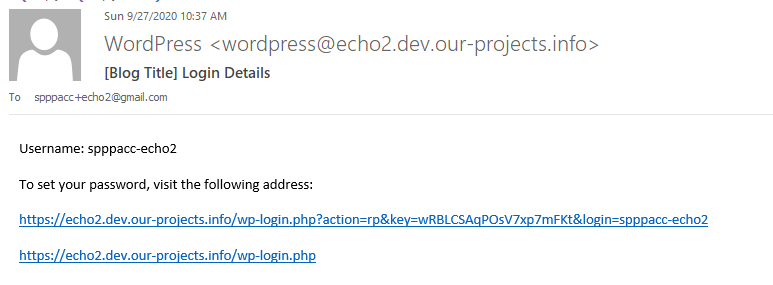 Sun 9/27/2020 10:37 AM
WordPress <wordpress@echo2.dev.our-projects.info>
[Blog Title] Login Details
To spppacc+echo2@gmail.com
Username: spppacc-echo2
To set your password, visit the following address:
https://echo2.dev.our-projects.info/wp-login.php?action=rp&key=wRBLCSAqPOsV7xp7mFKt&login=spppacc-echo2
https://echo2.dev.our-projects.info/wp-login.php